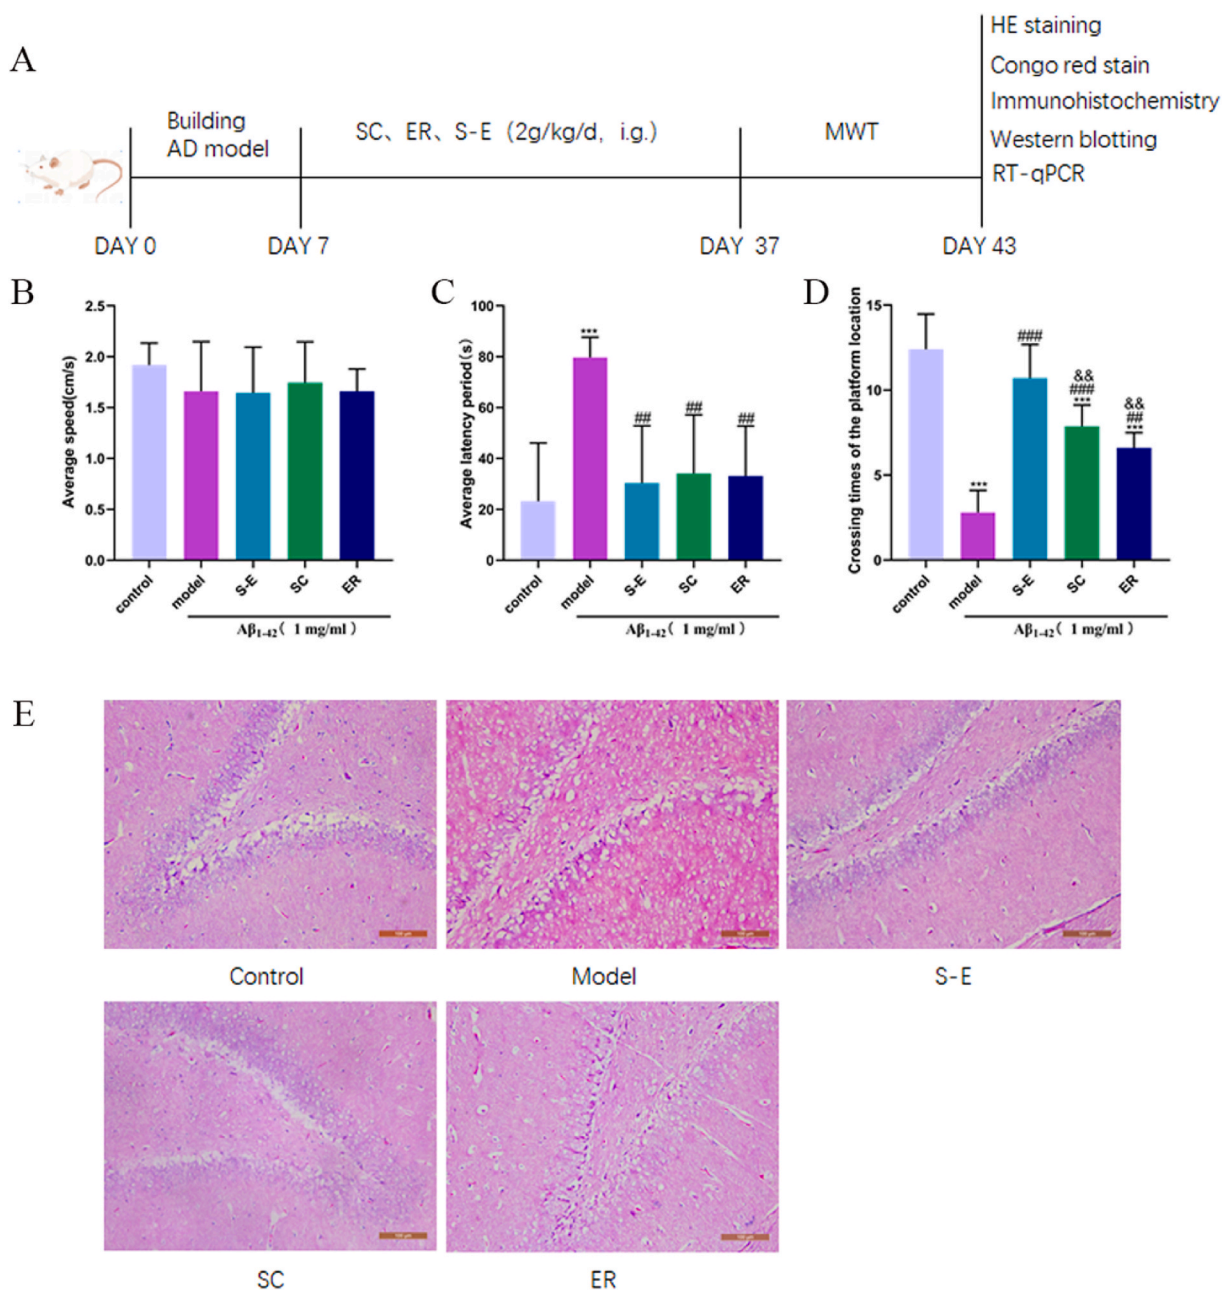 A
Building
AD model
SC、ER、S-E（2g/kg/d, i.g.）
MWT
HE staining
Congo red stain
Immunohistochemistry
Western blotting
RT-qPCR
DAY 0
DAY 7
DAY 37
DAY 43
B
Average speed(cm/s)
2.5
2.0
1.5
1.0
0.5
0.0
control
model
S-E
SC
ER
Aβ1-42( 1 mg/ml )
C
Average latency period(s)
100
80
60
40
20
0
***
##
##
##
control
model
S-E
SC
ER
Aβ1-42( 1 mg/ml )
D
Crossing times of the platform location
15
10
5
0
***
###
&&
###
***
&&
##
***
control
model
S-E
SC
ER
Aβ1-42( 1 mg/ml )
E
Control
Model
S-E
SC
ER